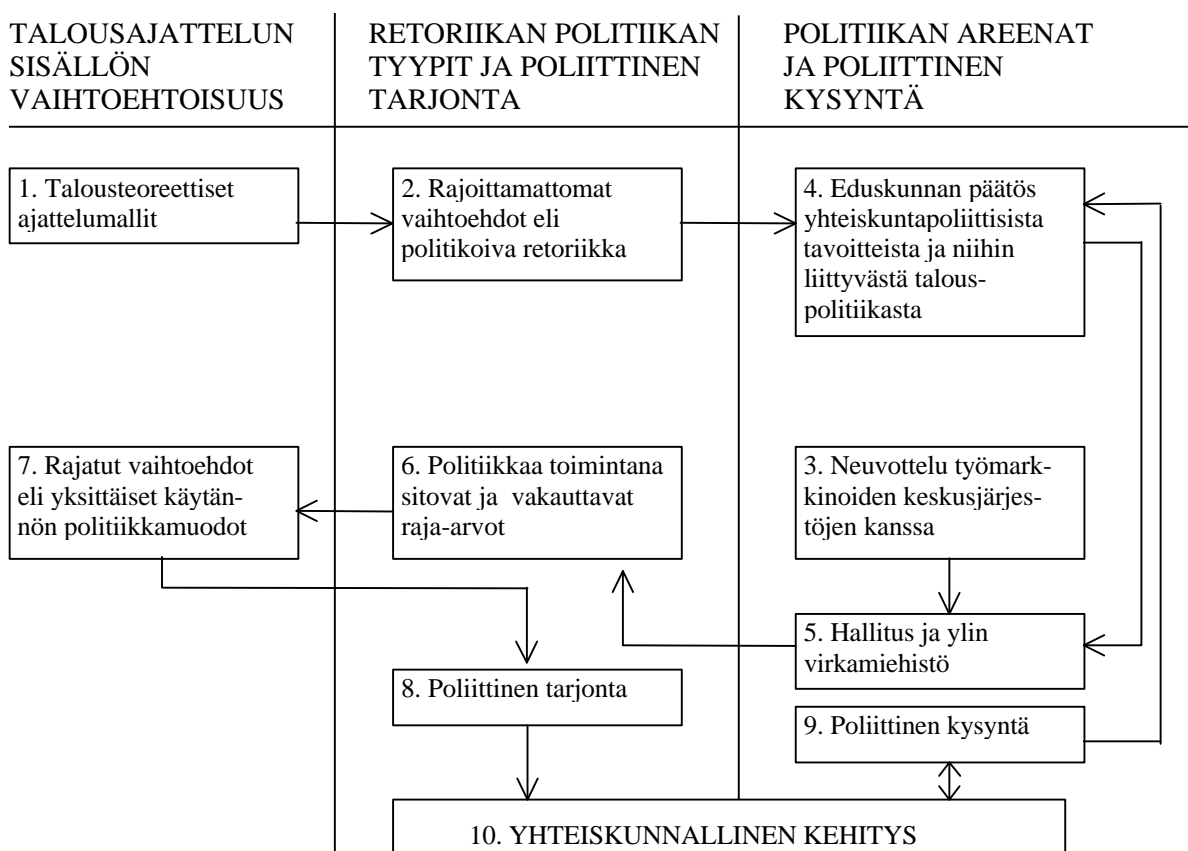 TALOUSAJATTELUN
SISÄLLÖN
VAIHTOEHTOISUUS
RETORIIKAN POLITIIKAN
TYYPIT JA POLIITTINEN
TARJONTA
POLITIIKAN AREENAT
JA POLIITTINEN
KYSYNTÄ
1. Talousteoreettiset
ajattelumallit
2. Rajoittamattomat
vaihtoehdot eli
politikoiva retoriikka
4. Eduskunnan päätös
yhteiskuntapoliittisista
tavoitteista ja niihin
liittyvästä talous-
politiikasta
7. Rajatut vaihtoehdot
eli yksittäiset käytän-
nön politiikkamuodot
6. Politiikkaa toimintana
sitovat ja vakauttavat
raja-arvot
3. Neuvottelu työmark-
kinoiden keskusjärjes-
töjen kanssa
5. Hallitus ja ylin
virkamiehistö
8. Poliittinen tarjonta
9. Poliittinen kysyntä
10. YHTEISKUNNALLINEN KEHITYS